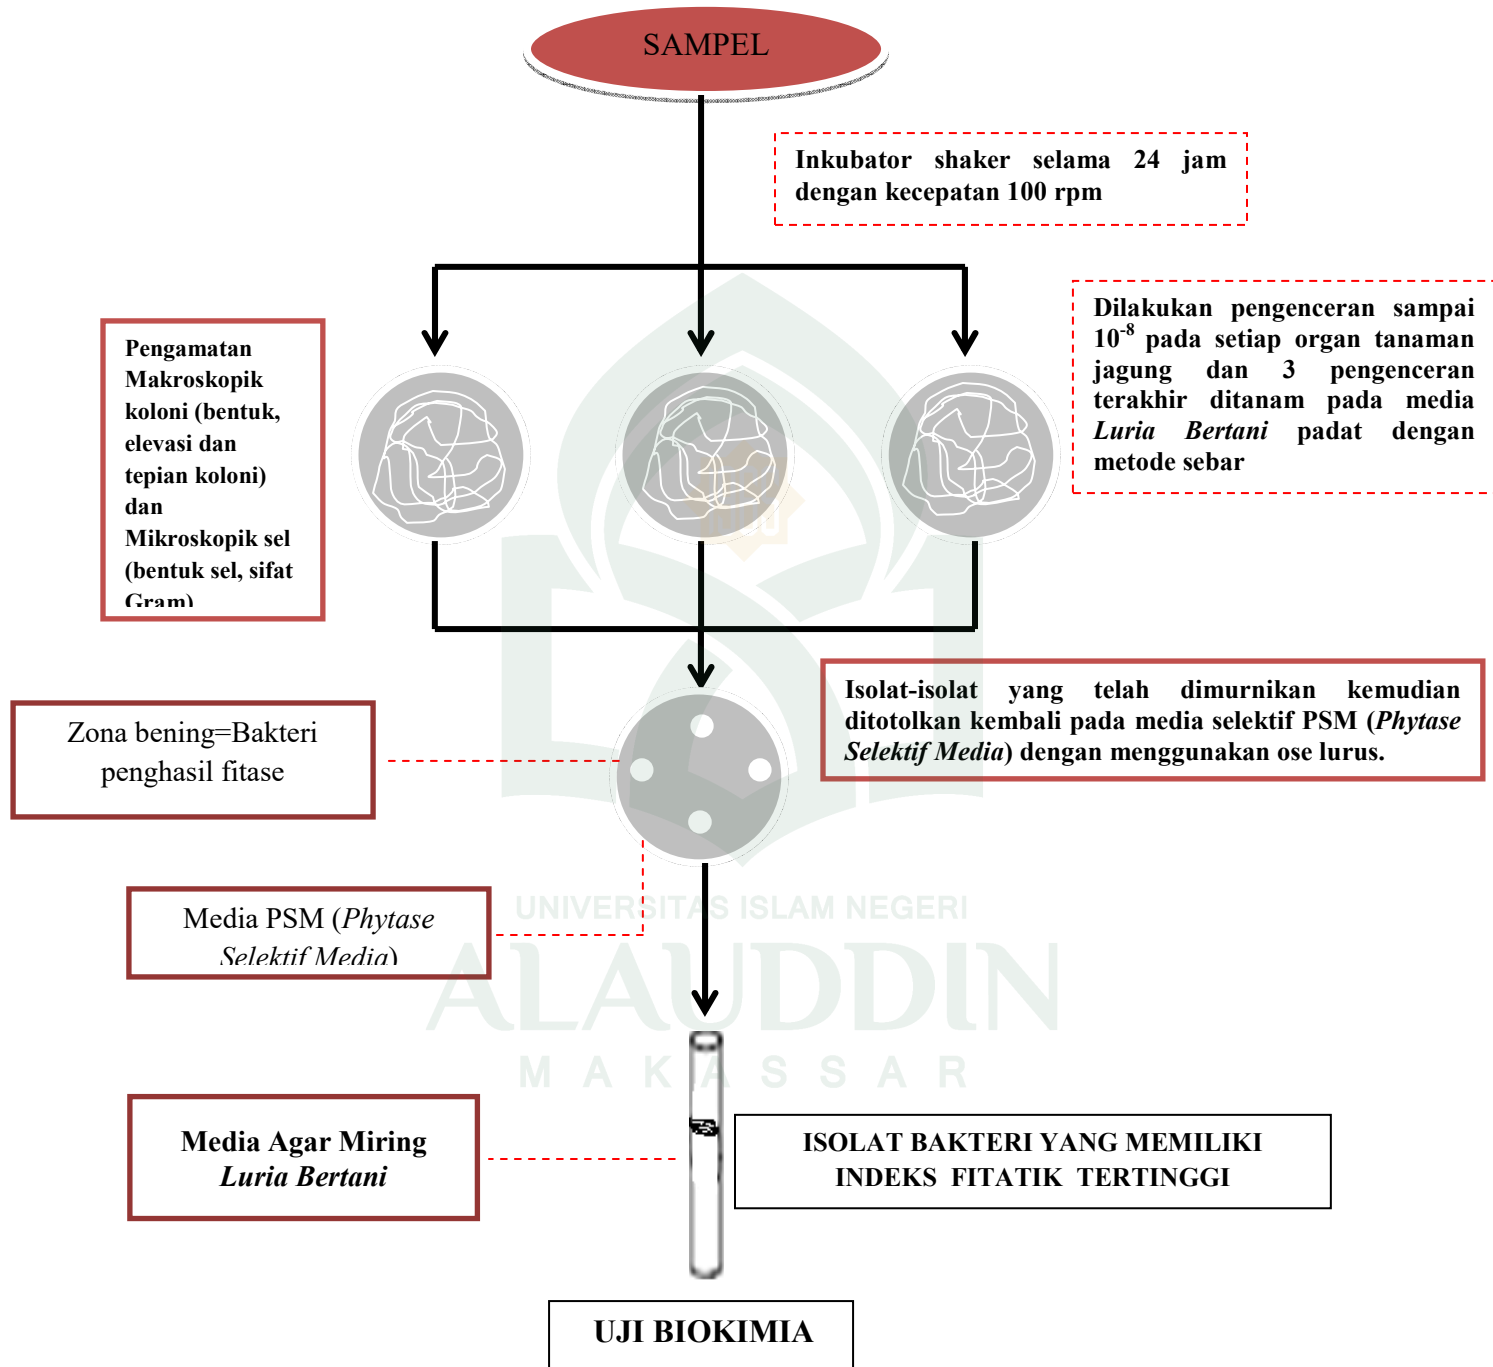 SAMPEL
Inkubator shaker selama 24 jam
dengan kecepatan 100 rpm
Dilakukan pengenceran sampai
10⁻⁸ pada setiap organ tanaman
jagung dan 3 pengenceran
terakhir ditanam pada media
Luria Bertani padat dengan
metode sebar
Pengamatan
Makroskopik
koloni (bentuk,
elevasi dan
tepian koloni)
dan
Mikroskopik sel
(bentuk sel, sifat
Gram)
Isolat-isolat yang telah dimurnikan kemudian
ditotolkan kembali pada media selektif PSM (Phytase
Selektif Media) dengan menggunakan ose lurus.
Zona bening=Bakteri
penghasil fitase
Media PSM (Phytase
Selektif Media)
UNIVERSITAS ISLAM NEGERI
ALAUDDIN
MAKASSAR
Media Agar Miring
Luria Bertani
ISOLAT BAKTERI YANG MEMILIKI
INDEKS FITATIK TERTINGGI
UJI BIOKIMIA